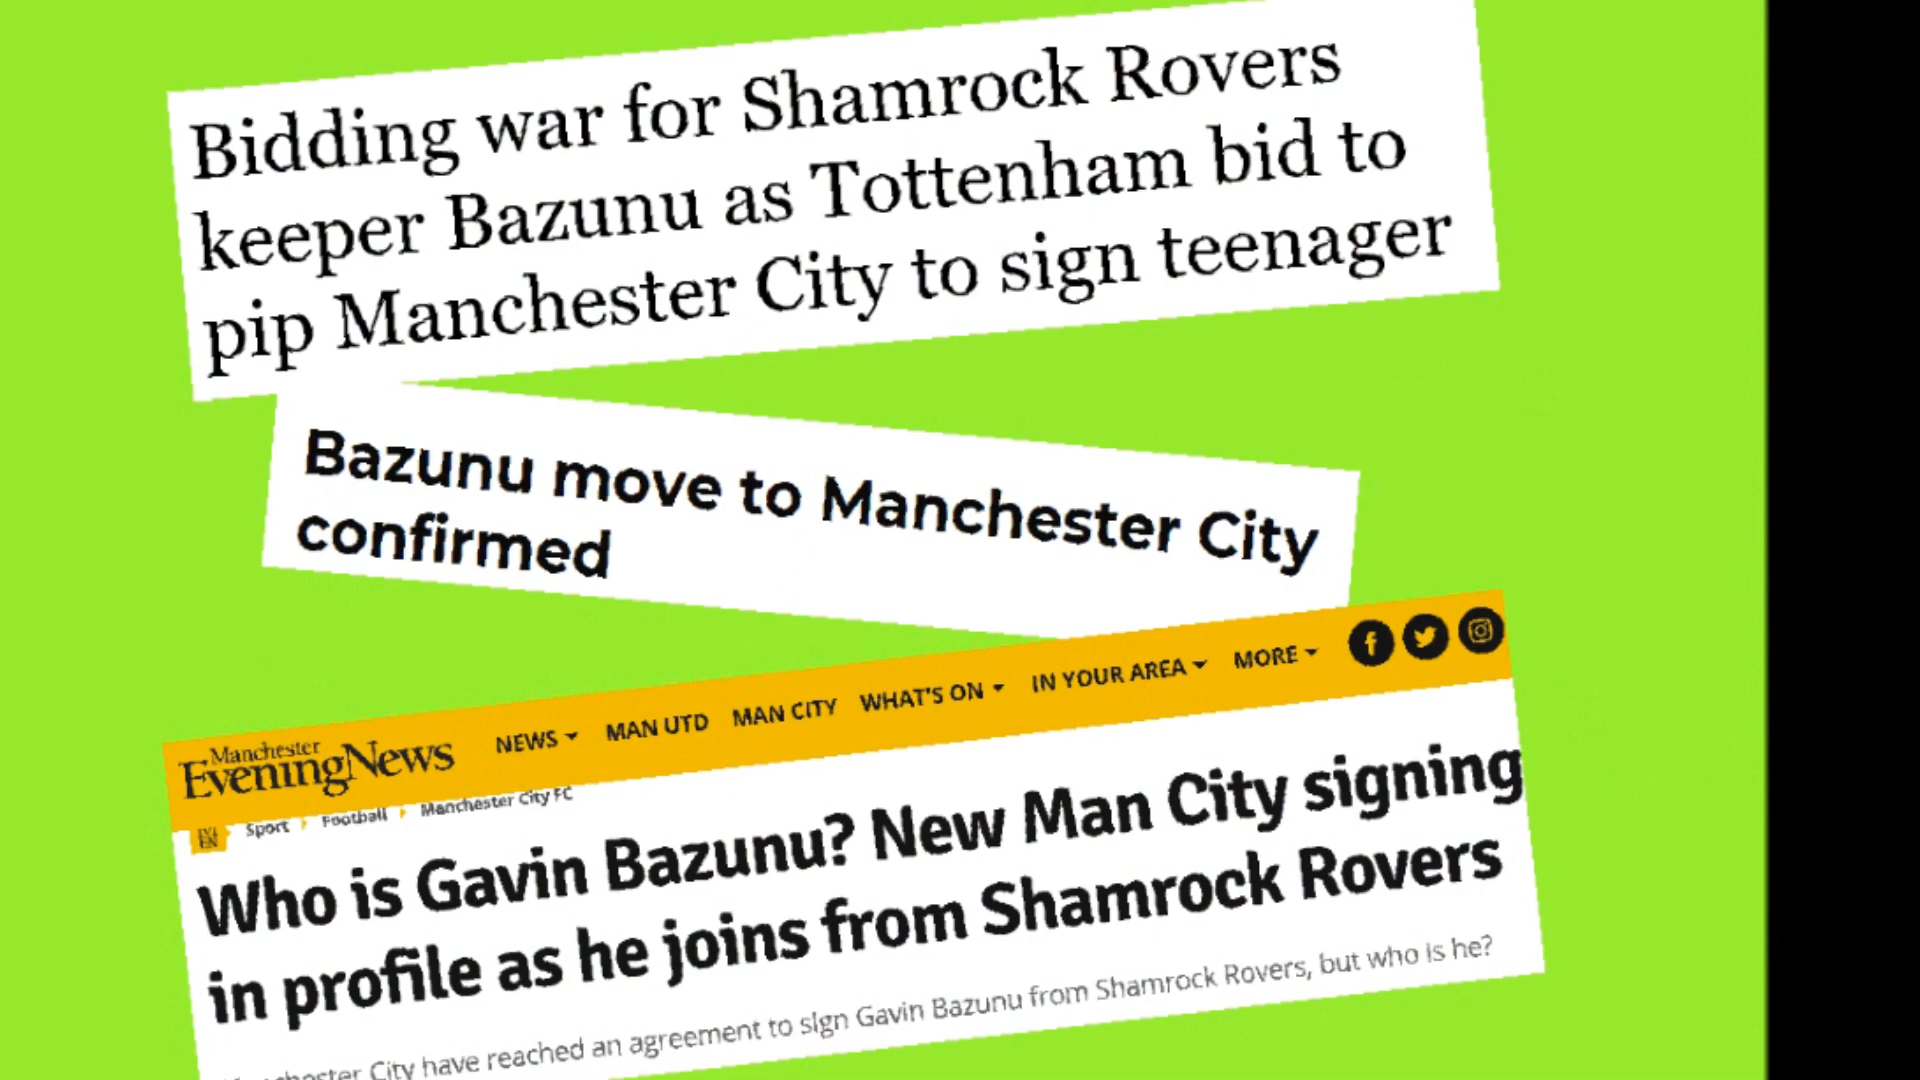 Bidding war for Shamrock Rovers
keeper Bazunu as Tottenham bid to
pip Manchester City to sign teenager
Bazunu move to Manchester City
confirmed
Manchester
EveningNews
NEWS MAN UTD MAN CITY WHAT'S ON IN YOUR AREA MORE
Sport Football Manchester City FC
Who is Gavin Bazunu? New Man City signing
in profile as he joins from Shamrock Rovers
City have reached an agreement to sign Gavin Bazunu from Shamrock Rovers, but who is he?